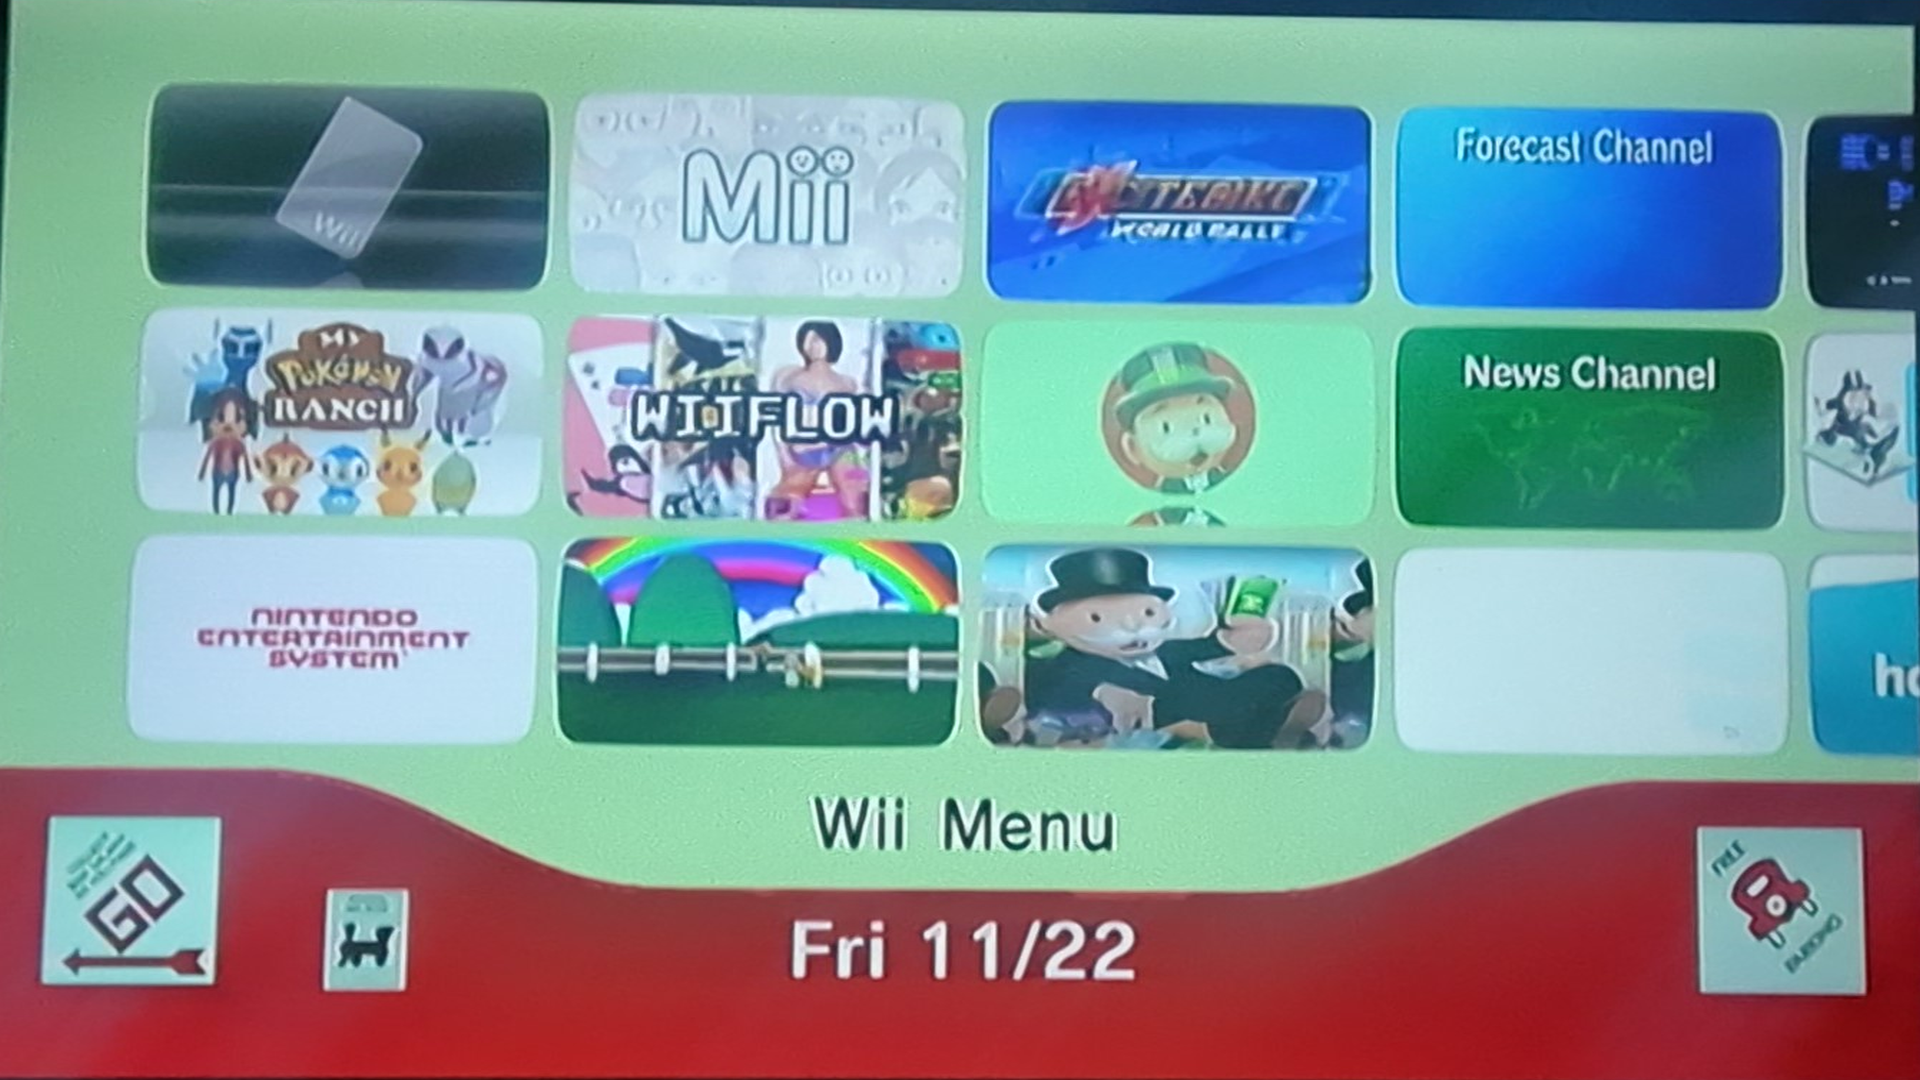 Wii
Mii
EXCITEBIKE
WORLD RALLY
Forecast Channel
MY
POKéMON
RANCH
WIIFLOW
News Channel
NINTENDO
ENTERTAINMENT
SYSTEM
ho
Wii Menu
GO
Fri 11/22
FREE
PARKING